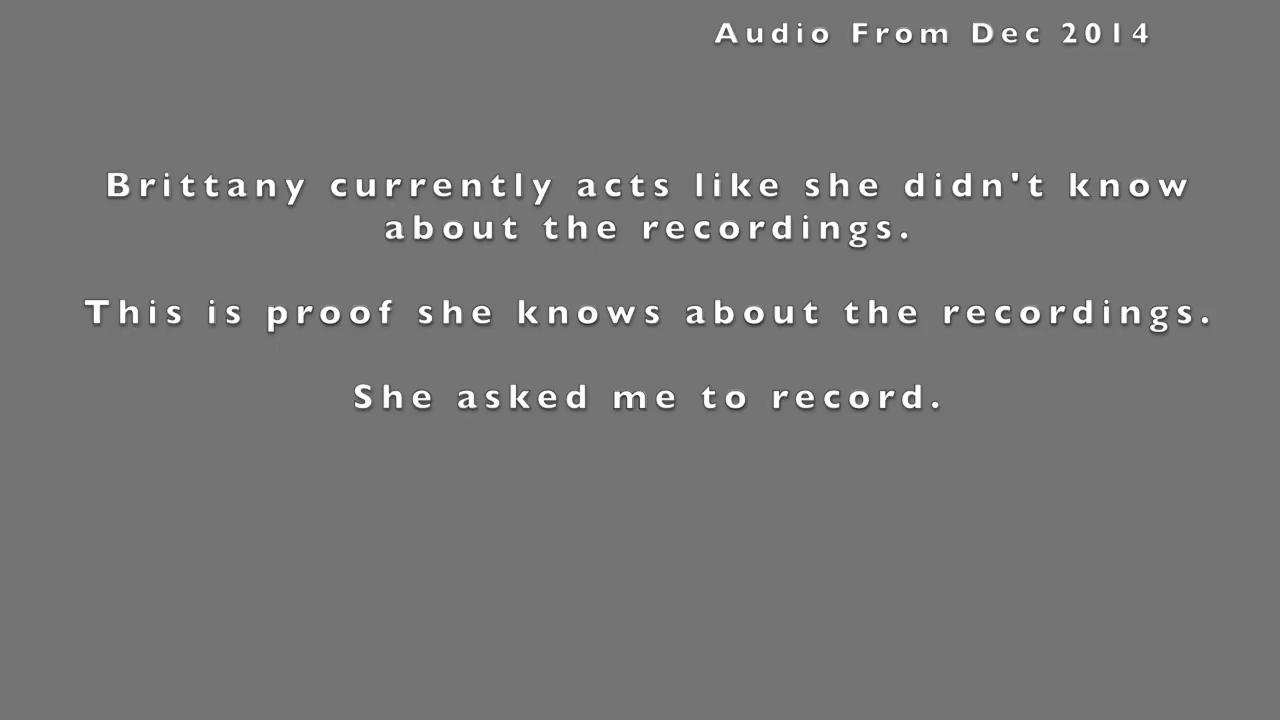 Audio From Dec 2014
Brittany currently acts like she didn't know
about the recordings.
This is proof she knows about the recordings.
She asked me to record.